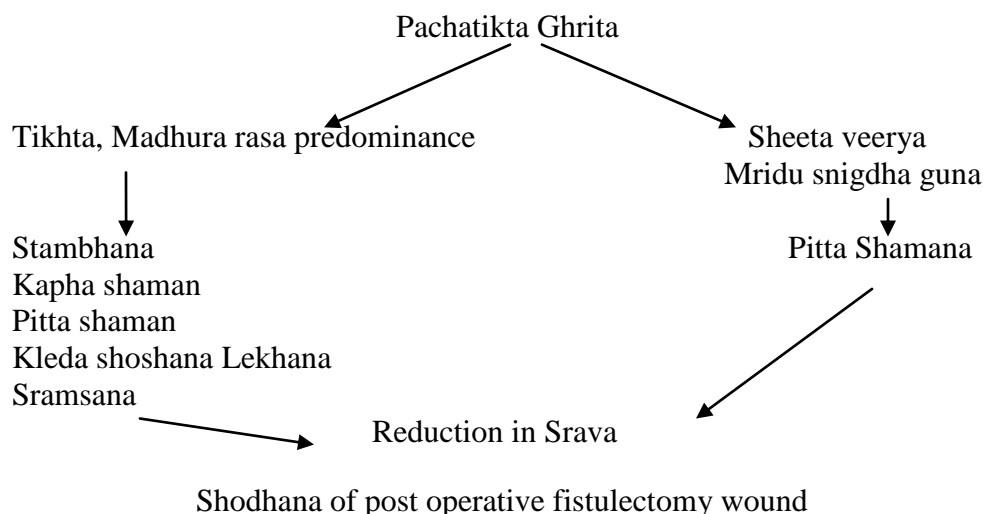 Pachatikta Ghrita
Tikhta, Madhura rasa predominance
Sheeta veerya
Mridu snigdha guna
Stambhana
Kapha shaman
Pitta shaman
Kleda shoshana Lekhana
Sramsana
Pitta Shamana
Reduction in Srava
Shodhana of post operative fistulectomy wound